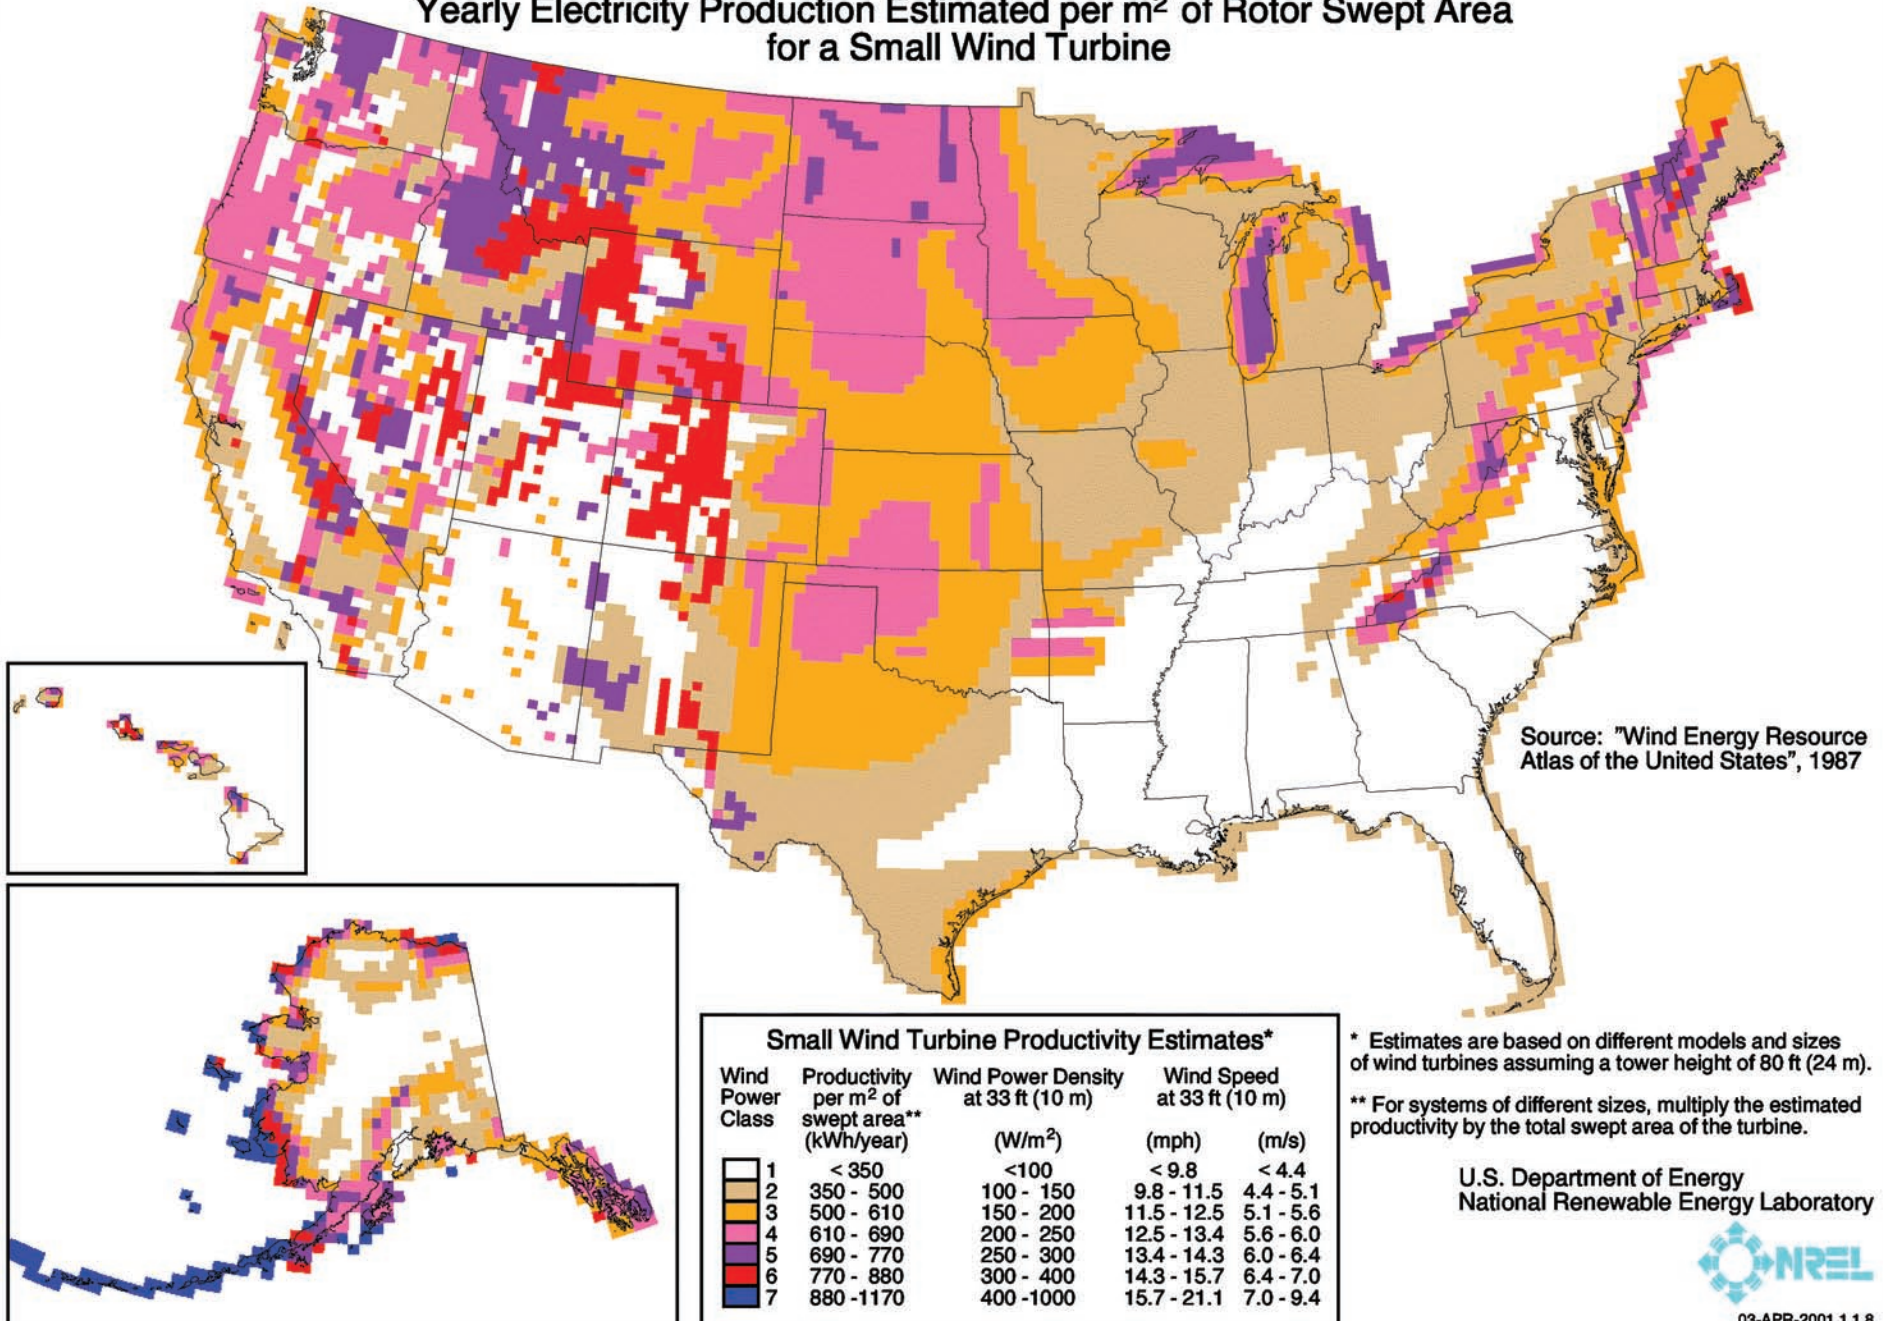 Yearly Electricity Production Estimated per m² of Rotor Swept Area
for a Small Wind Turbine
Source: "Wind Energy Resource
Atlas of the United States", 1987
Small Wind Turbine Productivity Estimates*
Wind Productivity Wind Power Density Wind Speed
Power per m² of at 33 ft (10 m) at 33 ft (10 m)
Class swept area**
(kWh/year) (W/m²) (mph) (m/s)
1 < 350 <100 < 9.8 < 4.4
2 350 - 500 100 - 150 9.8 - 11.5 4.4 - 5.1
3 500 - 610 150 - 200 11.5 - 12.5 5.1 - 5.6
4 610 - 690 200 - 250 12.5 - 13.4 5.6 - 6.0
5 690 - 770 250 - 300 13.4 - 14.3 6.0 - 6.4
6 770 - 880 300 - 400 14.3 - 15.7 6.4 - 7.0
7 880 -1170 400 -1000 15.7 - 21.1 7.0 - 9.4
* Estimates are based on different models and sizes
of wind turbines assuming a tower height of 80 ft (24 m).
** For systems of different sizes, multiply the estimated
productivity by the total swept area of the turbine.
U.S. Department of Energy
National Renewable Energy Laboratory
NREL
03-APR-2001 1.1.8